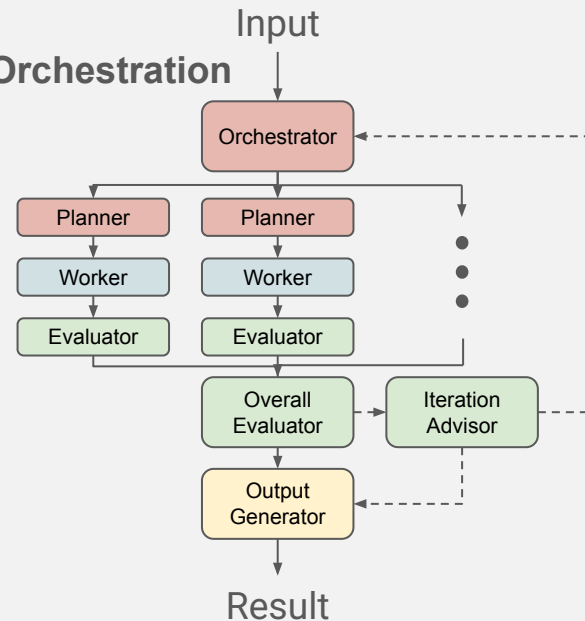 Input
Orchestration
Orchestrator
Planner
Planner
Worker
Worker
Evaluator
Evaluator
Overall
Evaluator
Iteration
Advisor
Output
Generator
Result